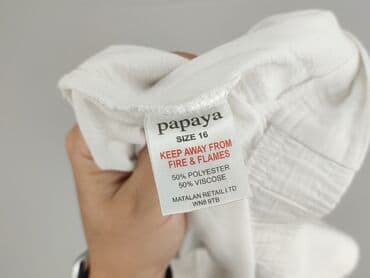 papaya
SIZE 16
KEEP AWAY FROM
FIRE & FLAMES
50% POLYESTER
50% VISCOSE
MATALAN RETAIL LTD
WN8 9TB